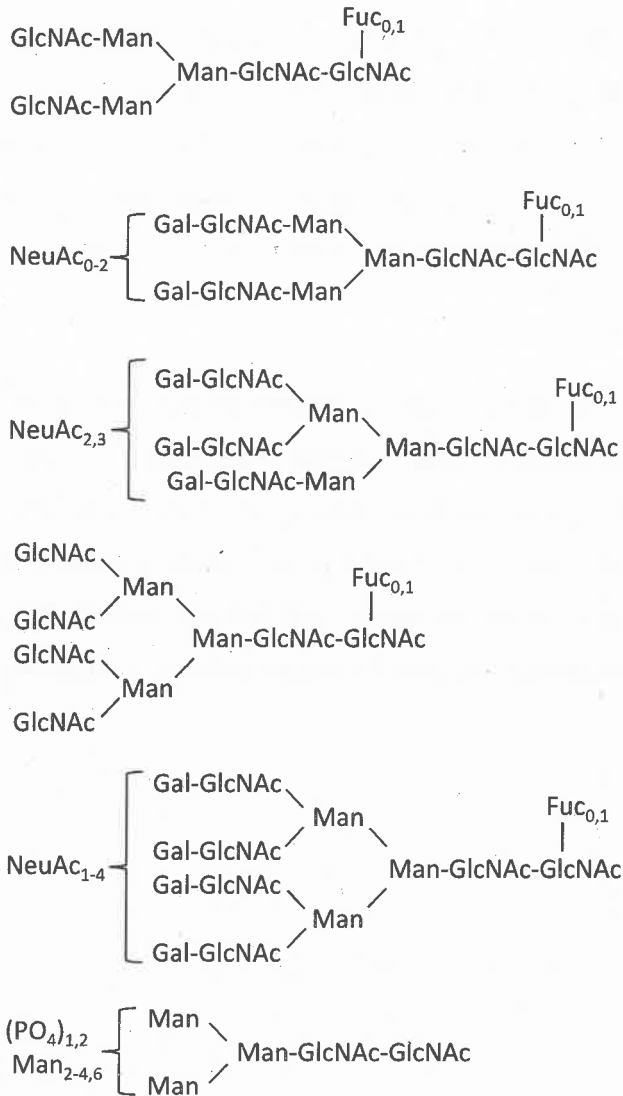 Fuc0,1
GlcNAc-Man
Man-GlcNAc-GlcNAc
GlcNAc-Man
Fuc0,1
Gal-GlcNAc-Man
NeuAc0-2
Man-GlcNAc-GlcNAc
Gal-GlcNAc-Man
Gal-GlcNAc
Fuc0,1
Man
NeuAc2,3
Gal-GlcNAc
Man-GlcNAc-GlcNAc
Gal-GlcNAc-Man
GlcNAc
Man
Fuc0,1
GlcNAc
Man-GlcNAc-GlcNAc
GlcNAc
Man
GlcNAc
Gal-GlcNAc
Man
Fuc0,1
Gal-GlcNAc
NeuAc1-4
Man-GlcNAc-GlcNAc
Gal-GlcNAc
Man
Gal-GlcNAc
(PO4)1,2
Man
Man-GlcNAc-GlcNAc
Man2-4,6
Man